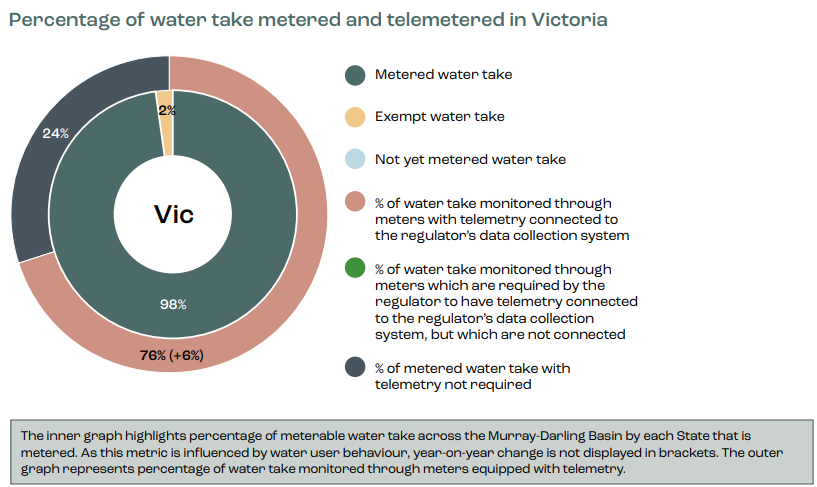 Percentage of water take metered and telemetered in Victoria
2%
24%
Vic
98%
76% (+6%)
Metered water take
Exempt water take
Not yet metered water take
% of water take monitored through
meters with telemetry connected to
the regulator's data collection system
% of water take monitored through
meters which are required by the
regulator to have telemetry connected
to the regulator's data collection
system, but which are not connected
% of metered water take with
telemetry not required
The inner graph highlights percentage of meterable water take across the Murray-Darling Basin by each State that is
metered. As this metric is influenced by water user behaviour, year-on-year change is not displayed in brackets. The outer
graph represents percentage of water take monitored through meters equipped with telemetry.